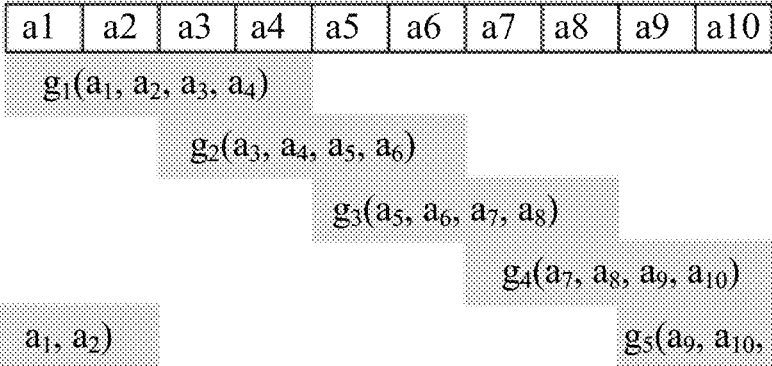 a1 a2 a3 a4 a5 a6 a7 a8 a9 a10
g₁(a₁, a₂, a₃, a₄)
g₂(a₃, a₄, a₅, a₆)
g₃(a₅, a₆, a₇, a₈)
g₄(a₇, a₈, a₉, a₁₀)
a₁, a₂) g₅(a₉, a₁₀,